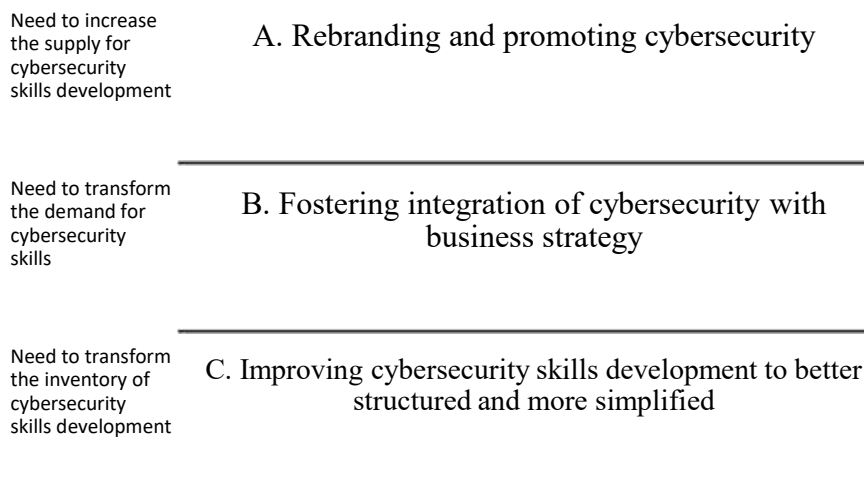 Need to increase
the supply for
cybersecurity
skills development
A. Rebranding and promoting cybersecurity
Need to transform
the demand for
cybersecurity
skills
B. Fostering integration of cybersecurity with
business strategy
Need to transform
the inventory of
cybersecurity
skills development
C. Improving cybersecurity skills development to better
structured and more simplified